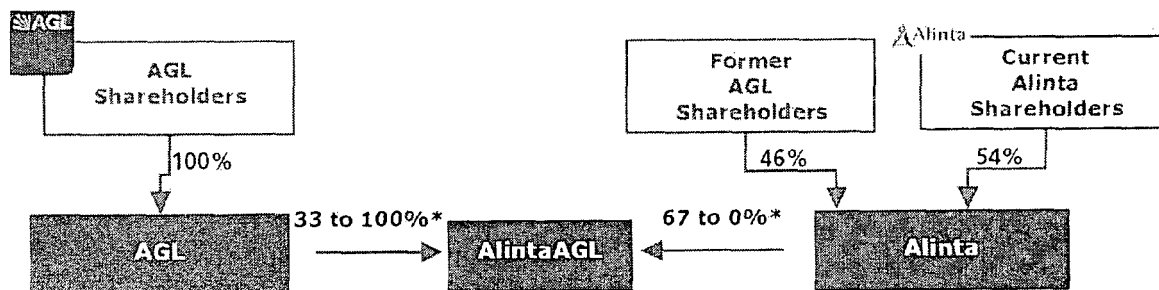 AGL
AGL
Shareholders
Former
AGL
Shareholders
Alinta
Current
Alinta
Shareholders
100%
46%
54%
AGL
33 to 100%*
AlintaAGL
67 to 0%*
Alinta